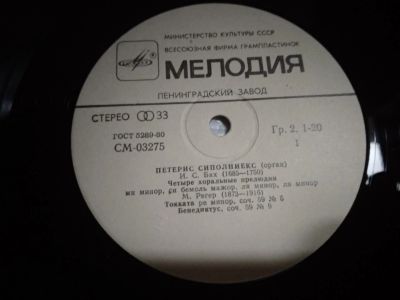 МИНИСТЕРСТВО КУЛЬТУРЫ СССР
ВСЕСОЮЗНАЯ ФИРМА ГРАМПЛАСТИНОК
МЕЛОДИЯ
ЛЕНИНГРАДСКИЙ ЗАВОД
СТЕРЕО 33
ГОСТ 5289-80
СМ-03275
Гр. 2. 1-20
1
ПЕТЕРИС СИПОЛНИЕКС (орган)
И. С. Бах (1685—1750)
Четыре хоральные прелюдии
ми минор, си бемоль мажор, ля минор, ля минор
М. Регер (1873—1916)
Токката ре минор, соч. 59 № 5
Бенедиктус, соч. 59 № 9